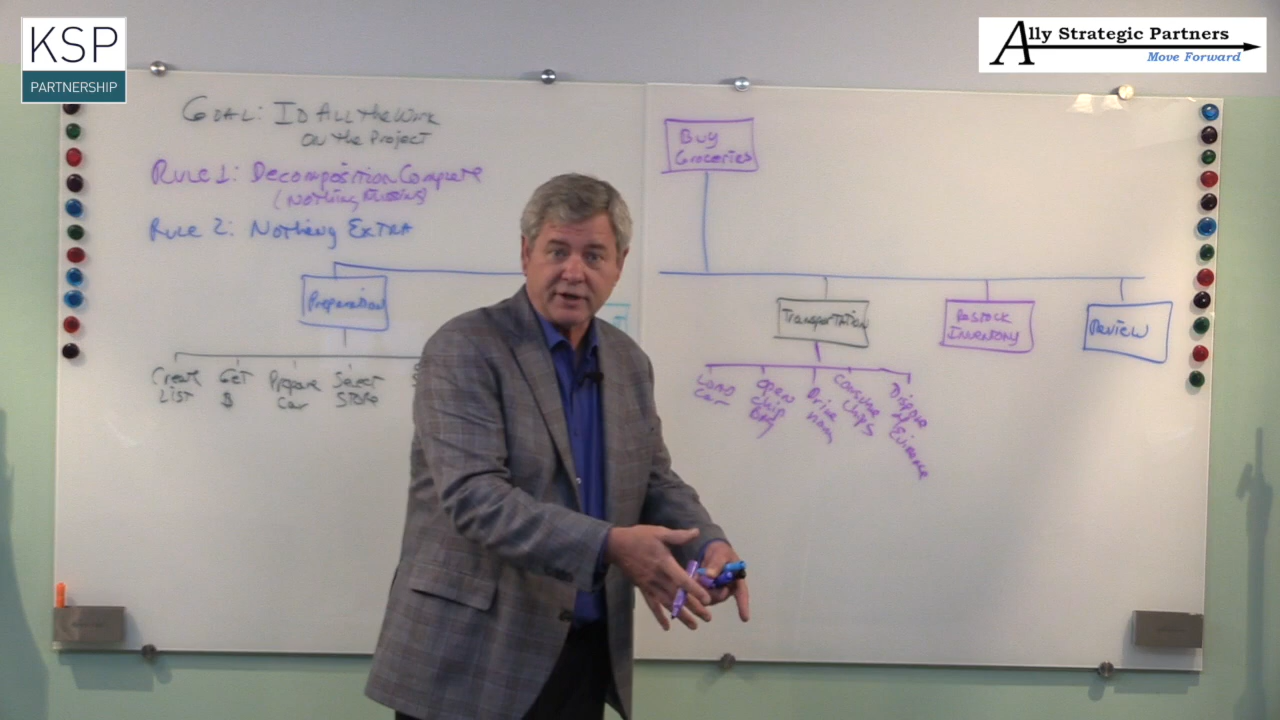 KSP
PARTNERSHIP
Ally Strategic Partners
Move Forward
GOAL: ID All The Work
on the Project
Rule 1: Decomposition Complete
(Nothing Missing)
Rule 2: Nothing Extra
Buy
Groceries
Preparation
Transportation
Restock
Inventory
Review
Create
List
Get
$
Prepare
Car
Select
Store
Load
Car
Open
Chip
Bag
Drive
Home
Consume
Chips
Dispose
of
Evidence